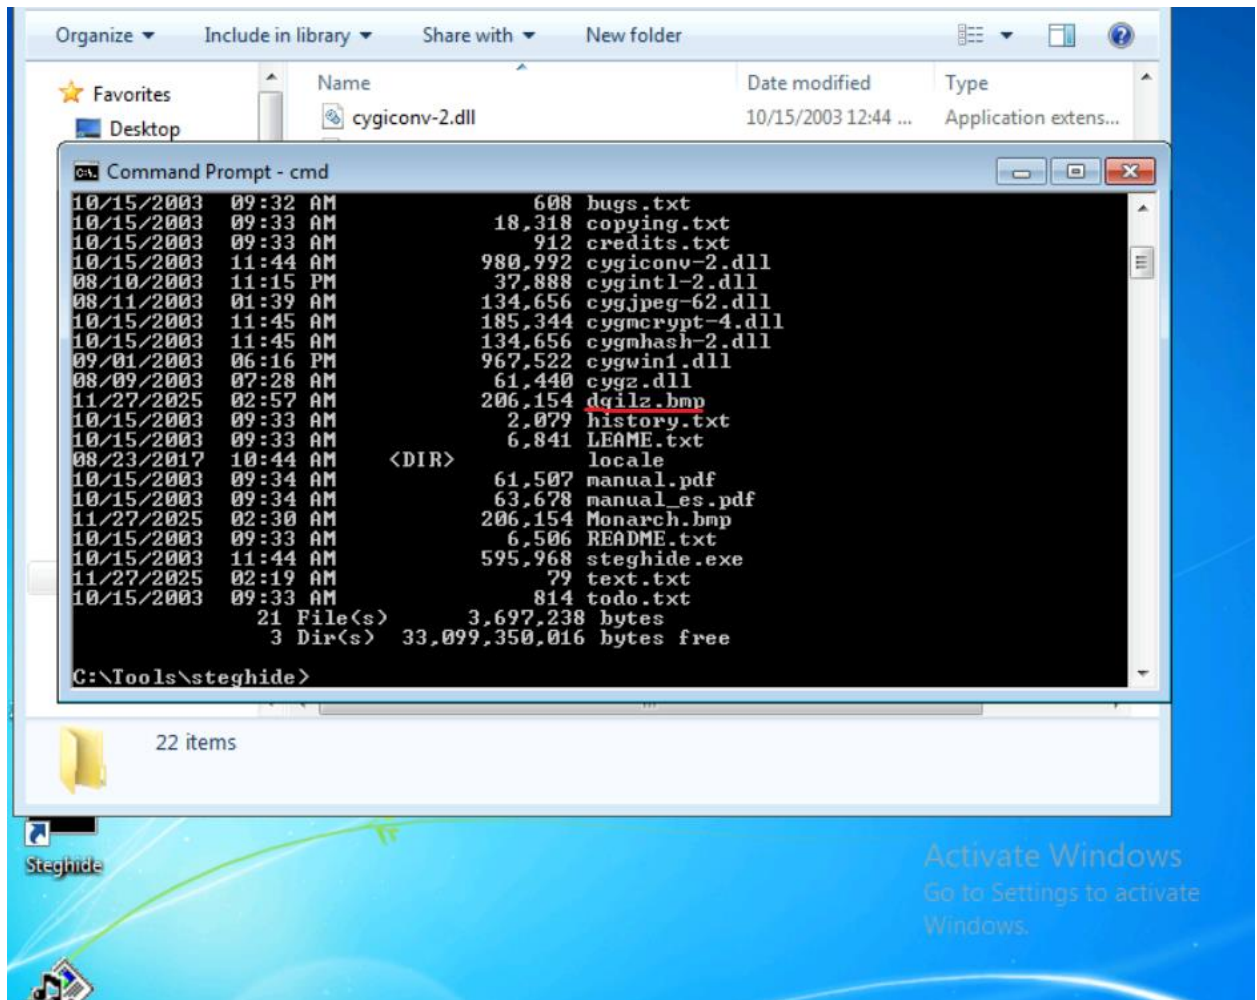 Organize Include in library Share with New folder
Favorites
Desktop
Name Date modified Type
cygiconv-2.dll 10/15/2003 12:44 ... Application extens...
Command Prompt - cmd
10/15/2003 09:32 AM 608 bugs.txt
10/15/2003 09:33 AM 18,318 copying.txt
10/15/2003 09:33 AM 912 credits.txt
10/15/2003 11:44 AM 980,992 cygiconv-2.dll
08/10/2003 11:15 PM 37,888 cygintl-2.dll
08/11/2003 01:39 AM 134,656 cygjpeg-62.dll
10/15/2003 11:45 AM 185,344 cygmcrypt-4.dll
10/15/2003 11:45 AM 134,656 cygmhash-2.dll
09/01/2003 06:16 PM 967,522 cygwin1.dll
08/09/2003 07:28 AM 61,440 cygz.dll
11/27/2025 02:57 AM 206,154 dqilz.bmp
10/15/2003 09:33 AM 2,079 history.txt
10/15/2003 09:33 AM 6,841 LEAME.txt
08/23/2017 10:44 AM <DIR> locale
10/15/2003 09:34 AM 61,507 manual.pdf
10/15/2003 09:34 AM 63,678 manual_es.pdf
11/27/2025 02:30 AM 206,154 Monarch.bmp
10/15/2003 09:33 AM 6,506 README.txt
10/15/2003 11:44 AM 595,968 steghide.exe
11/27/2025 02:19 AM 79 text.txt
10/15/2003 09:33 AM 814 todo.txt
21 File(s) 3,697,238 bytes
3 Dir(s) 33,099,350,016 bytes free
C:\Tools\steghide>
22 items
Steghide
Activate Windows
Go to Settings to activate
Windows.